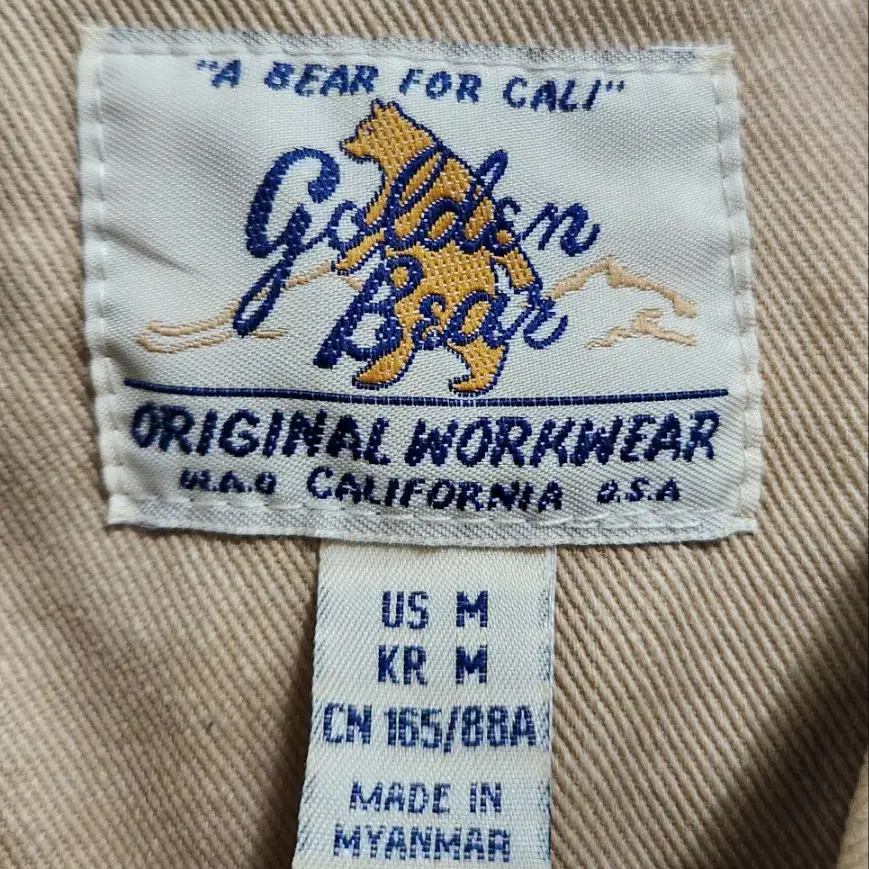 "A BEAR FOR CALI"
Golden
Bear
ORIGINAL WORKWEAR
CALIFORNIA U.S.A
US M
KR M
CN 165/88A
MADE IN
MYANMAR